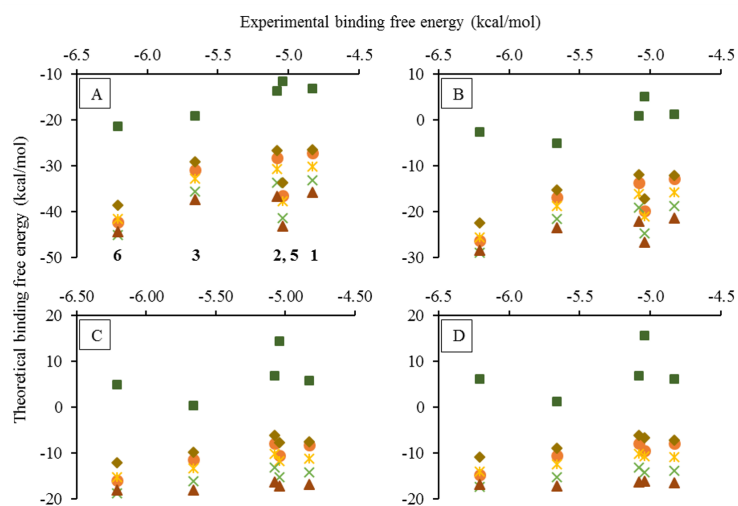 Experimental binding free energy (kcal/mol)
-6.5 -6.0 -5.5 -5.0 -4.5
-6.5 -6.0 -5.5 -5.0 -4.5
Theoretical binding free energy (kcal/mol)
-10
-20
-30
-40
-50
A
6 3 2, 5 1
10
0
-10
-20
-30
B
-6.50 -6.00 -5.50 -5.00 -4.50
-6.5 -6.0 -5.5 -5.0 -4.5
20
10
0
-10
-20
C
20
10
0
-10
-20
D